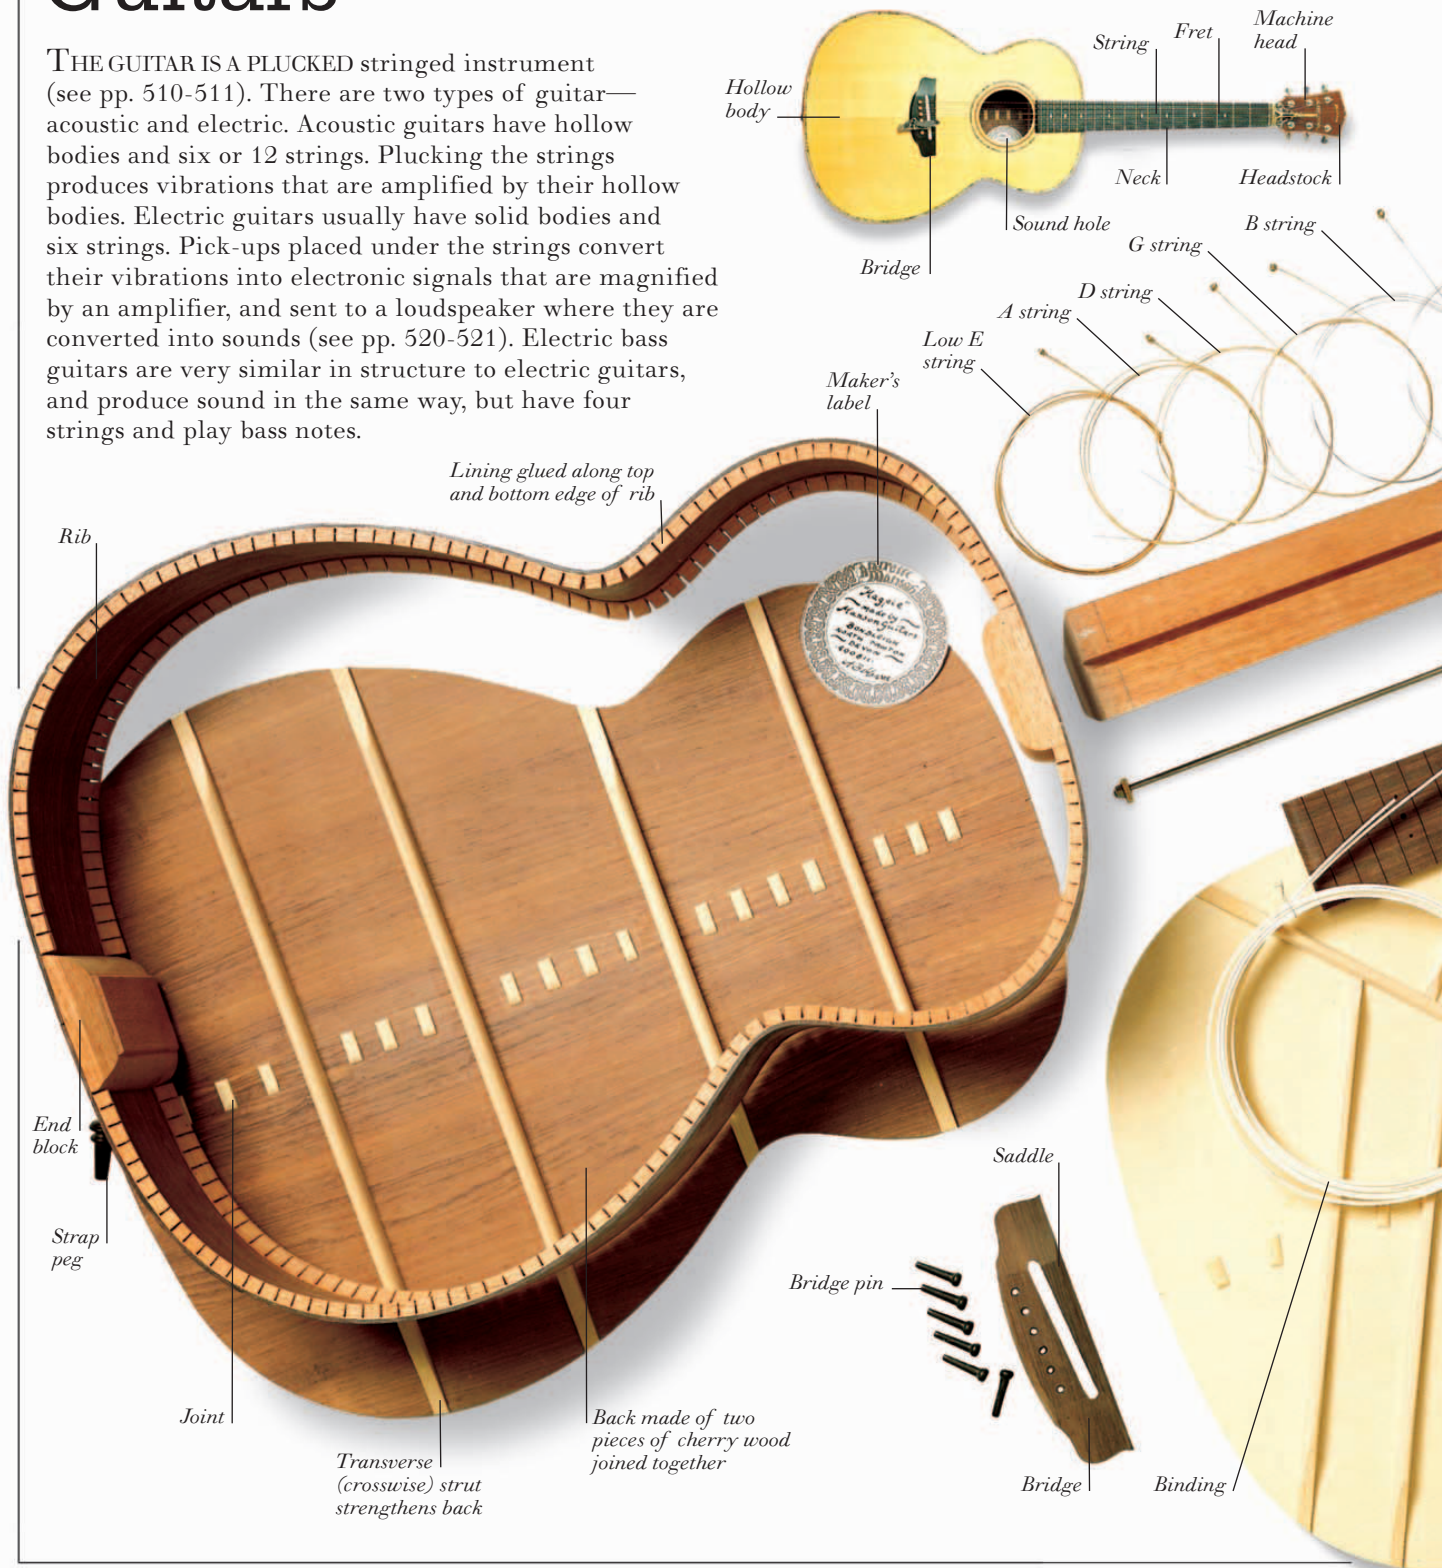 Guitars
THE GUITAR IS A PLUCKED stringed instrument
(see pp. 510-511). There are two types of guitar—
acoustic and electric. Acoustic guitars have hollow
bodies and six or 12 strings. Plucking the strings
produces vibrations that are amplified by their hollow
bodies. Electric guitars usually have solid bodies and
six strings. Pick-ups placed under the strings convert
their vibrations into electronic signals that are magnified
by an amplifier, and sent to a loudspeaker where they are
converted into sounds (see pp. 520-521). Electric bass
guitars are very similar in structure to electric guitars,
and produce sound in the same way, but have four
strings and play bass notes.
Hollow
body
String
Fret
Machine
head
Neck
Headstock
Sound hole
Bridge
B string
G string
D string
A string
Low E
string
Maker's
label
Lining glued along top
and bottom edge of rib
Rib
made by
Guitars
DEVON
End
block
Strap
peg
Joint
Transverse
(crosswise) strut
strengthens back
Back made of two
pieces of cherry wood
joined together
Saddle
Bridge pin
Bridge
Binding